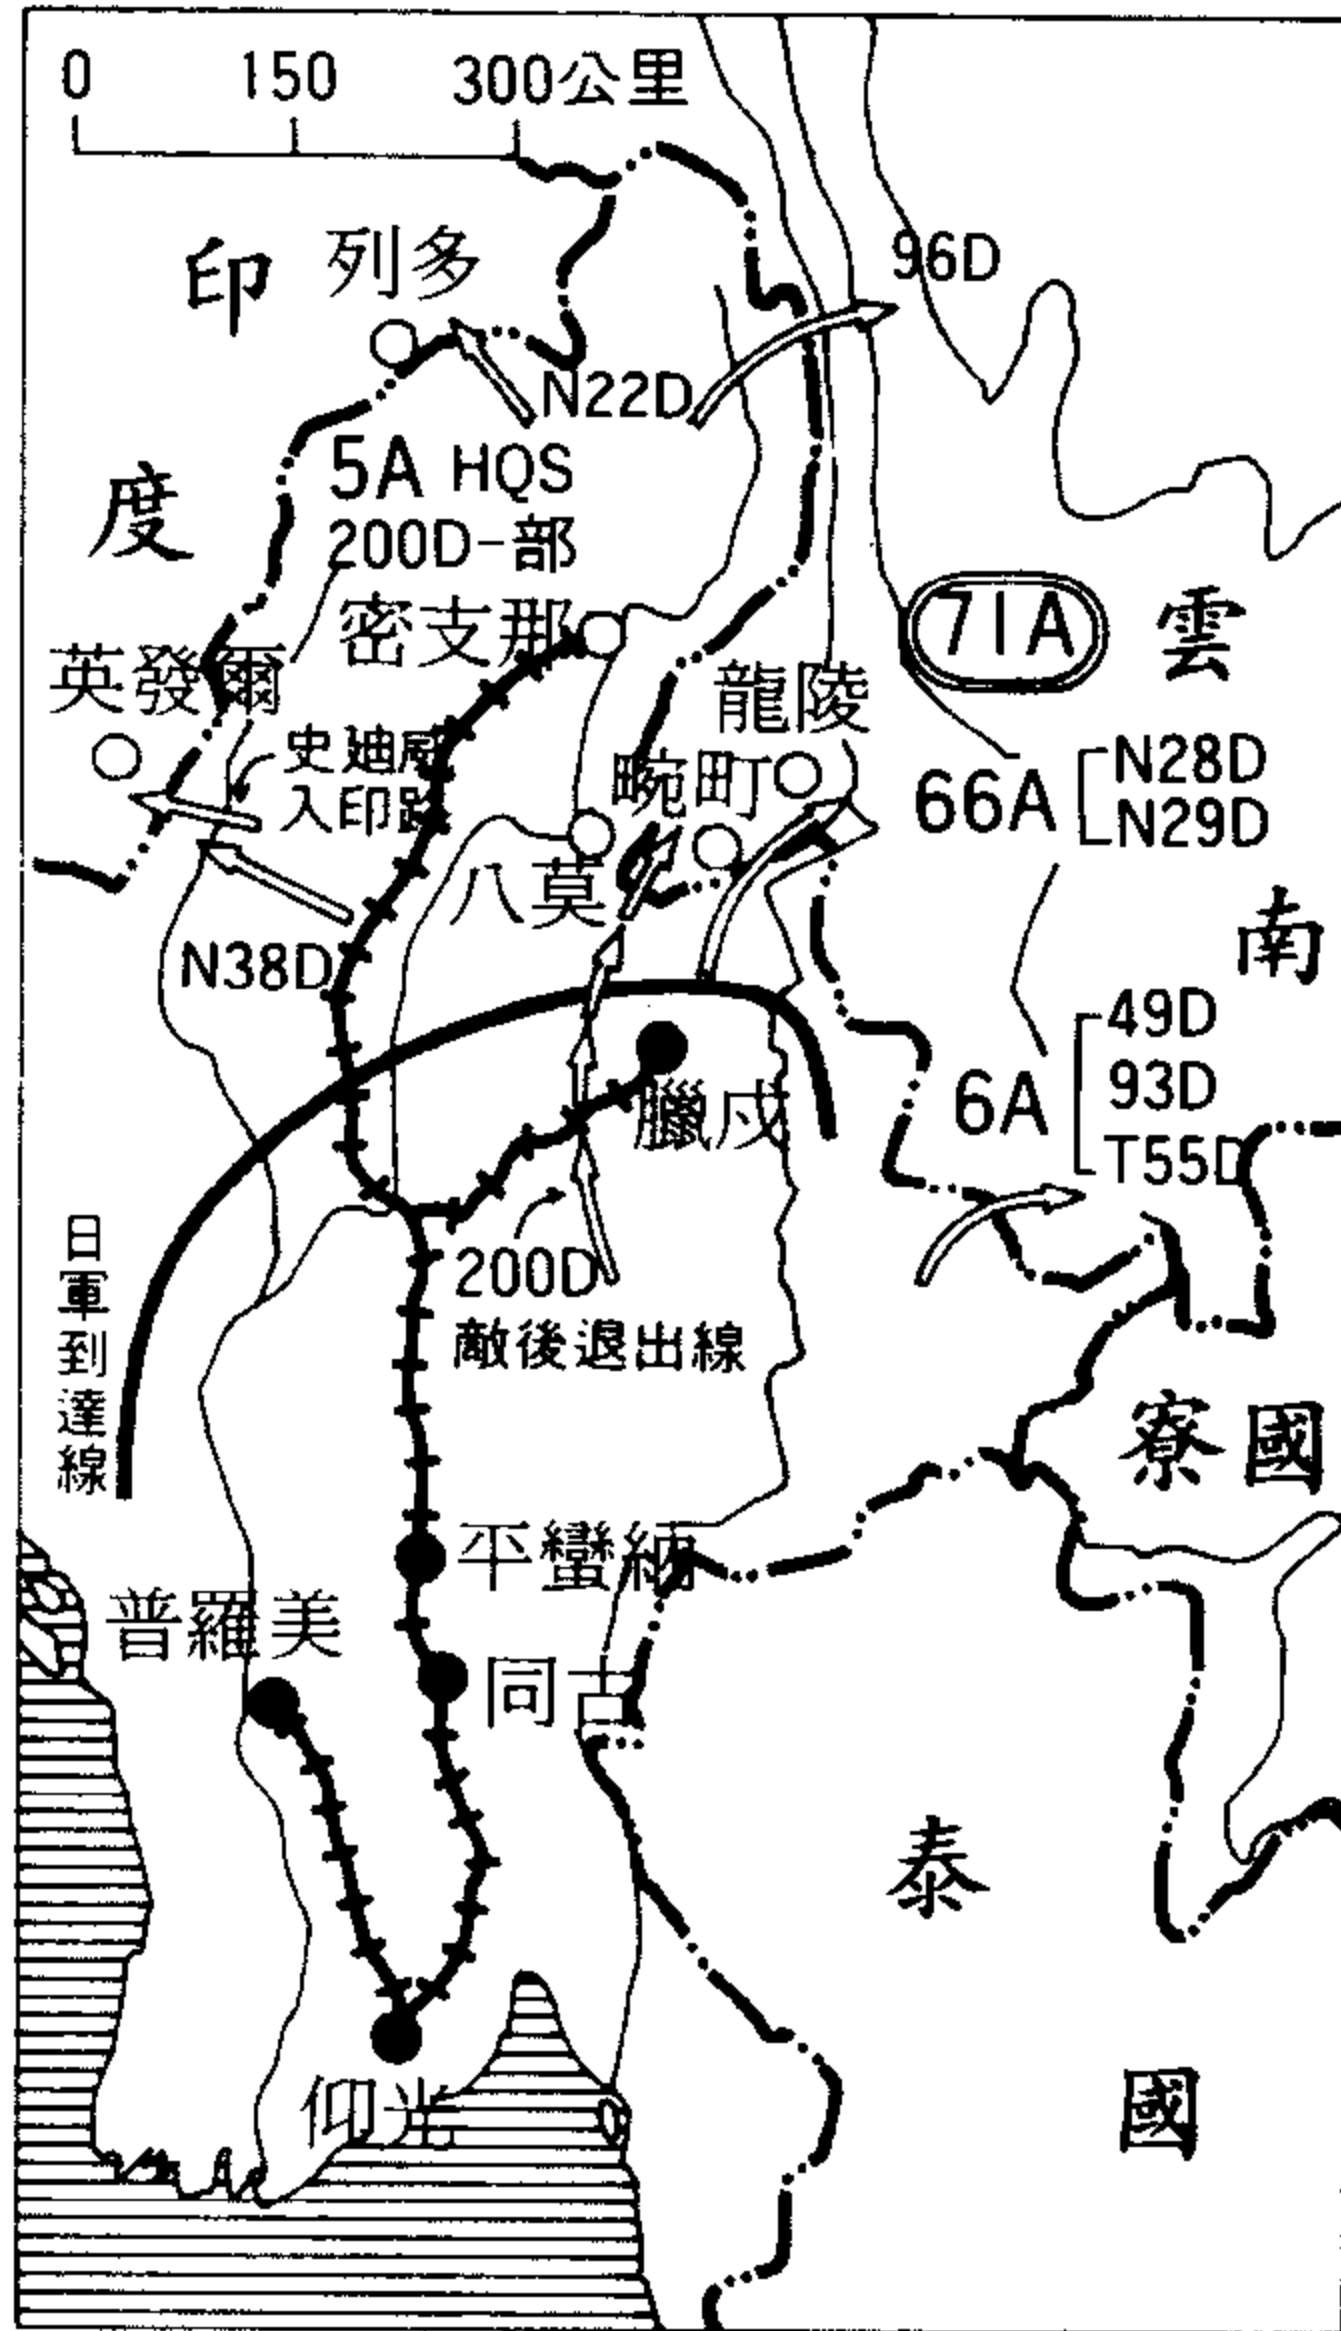 0 150 300公里
印度
列多
96D
N22D
5A HQS
200D-部
密支那
英發爾
史迪威
入印路
龍陵
畹町
八莫
71A
雲南
66A
N28D
N29D
N38D
臘戍
6A
49D
93D
T55D
200D
敵後退出線
日軍到達線
寮國
平蠻納
普羅美
同古
泰國
仰光